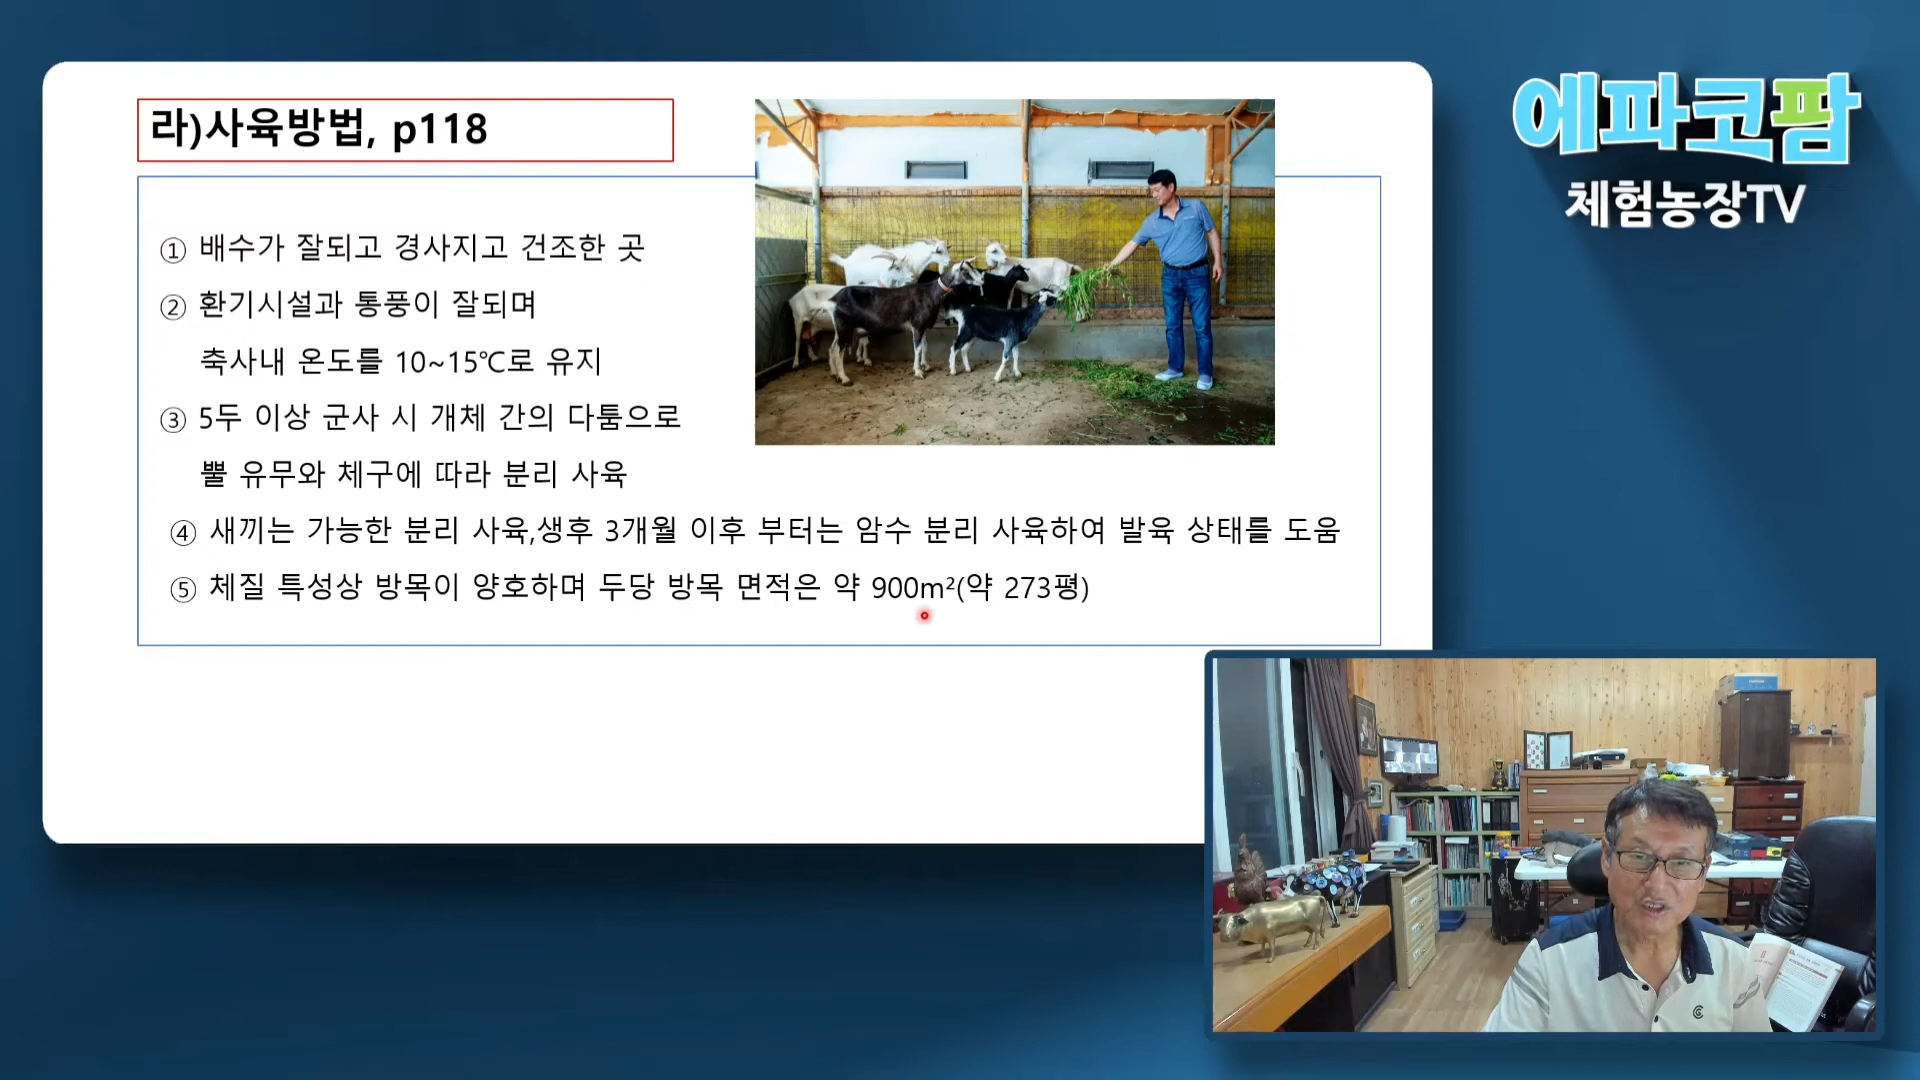 라)사육방법, p118
① 배수가 잘되고 경사지고 건조한 곳
② 환기시설과 통풍이 잘되며
축사내 온도를 10~15℃로 유지
③ 5두 이상 군사 시 개체 간의 다툼으로
뿔 유무와 체구에 따라 분리 사육
④ 새끼는 가능한 분리 사육,생후 3개월 이후 부터는 암수 분리 사육하여 발육 상태를 도움
⑤ 체질 특성상 방목이 양호하며 두당 방목 면적은 약 900m²(약 273평)
에파코팜
체험농장TV